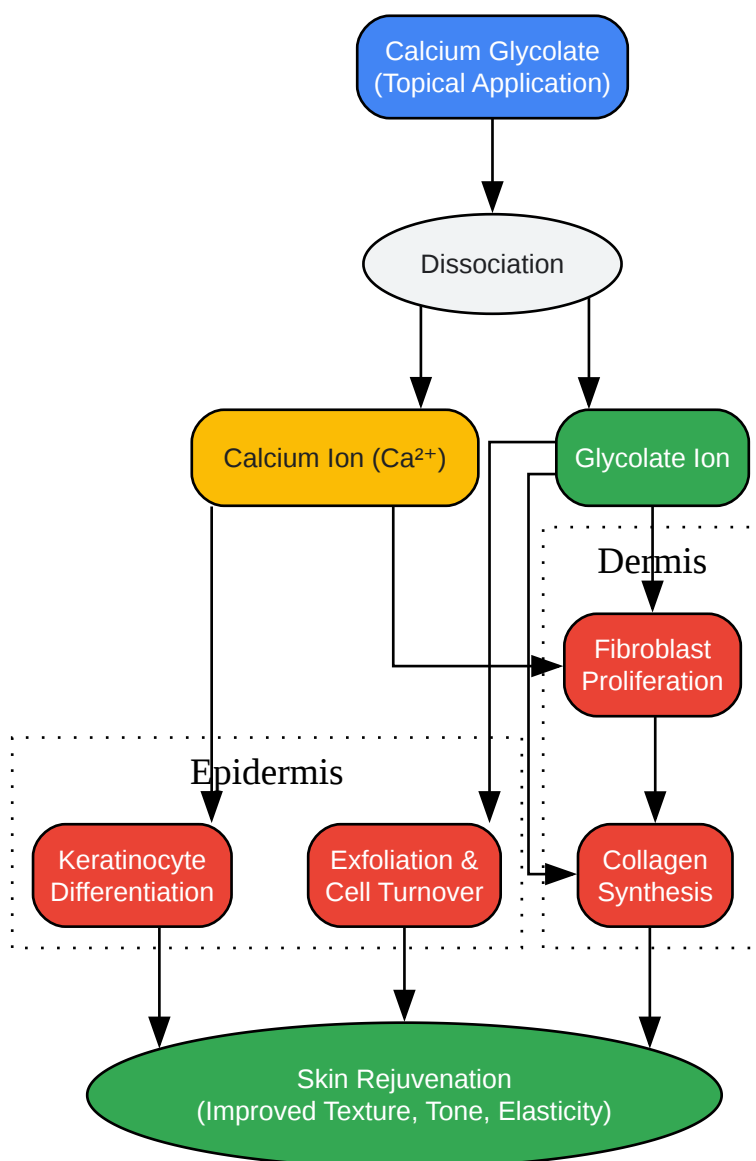 Calcium Glycolate
(Topical Application)
Dissociation
Calcium Ion (Ca²⁺)
Glycolate Ion
Dermis
Fibroblast
Proliferation
Epidermis
Keratinocyte
Differentiation
Exfoliation &
Cell Turnover
Collagen
Synthesis
Skin Rejuvenation
(Improved Texture, Tone, Elasticity)